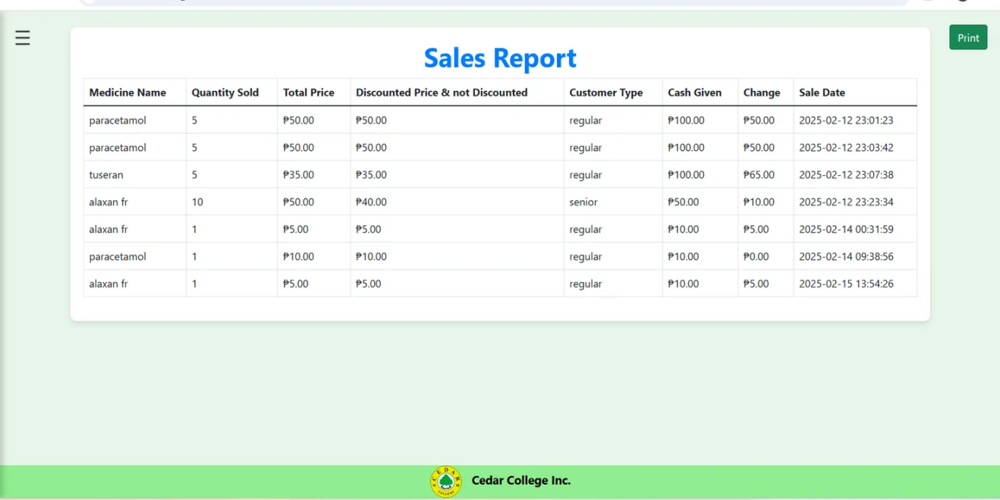 ☰
Print
Sales Report
Medicine Name Quantity Sold Total Price Discounted Price & not Discounted Customer Type Cash Given Change Sale Date
paracetamol 5 ₱50.00 ₱50.00 regular ₱100.00 ₱50.00 2025-02-12 23:01:23
paracetamol 5 ₱50.00 ₱50.00 regular ₱100.00 ₱50.00 2025-02-12 23:03:42
tuseran 5 ₱35.00 ₱35.00 regular ₱100.00 ₱65.00 2025-02-12 23:07:38
alaxan fr 10 ₱50.00 ₱40.00 senior ₱50.00 ₱10.00 2025-02-12 23:23:34
alaxan fr 1 ₱5.00 ₱5.00 regular ₱10.00 ₱5.00 2025-02-14 00:31:59
paracetamol 1 ₱10.00 ₱10.00 regular ₱10.00 ₱0.00 2025-02-14 09:38:56
alaxan fr 1 ₱5.00 ₱5.00 regular ₱10.00 ₱5.00 2025-02-15 13:54:26
CEDAR
COLLEGE
Cedar College Inc.